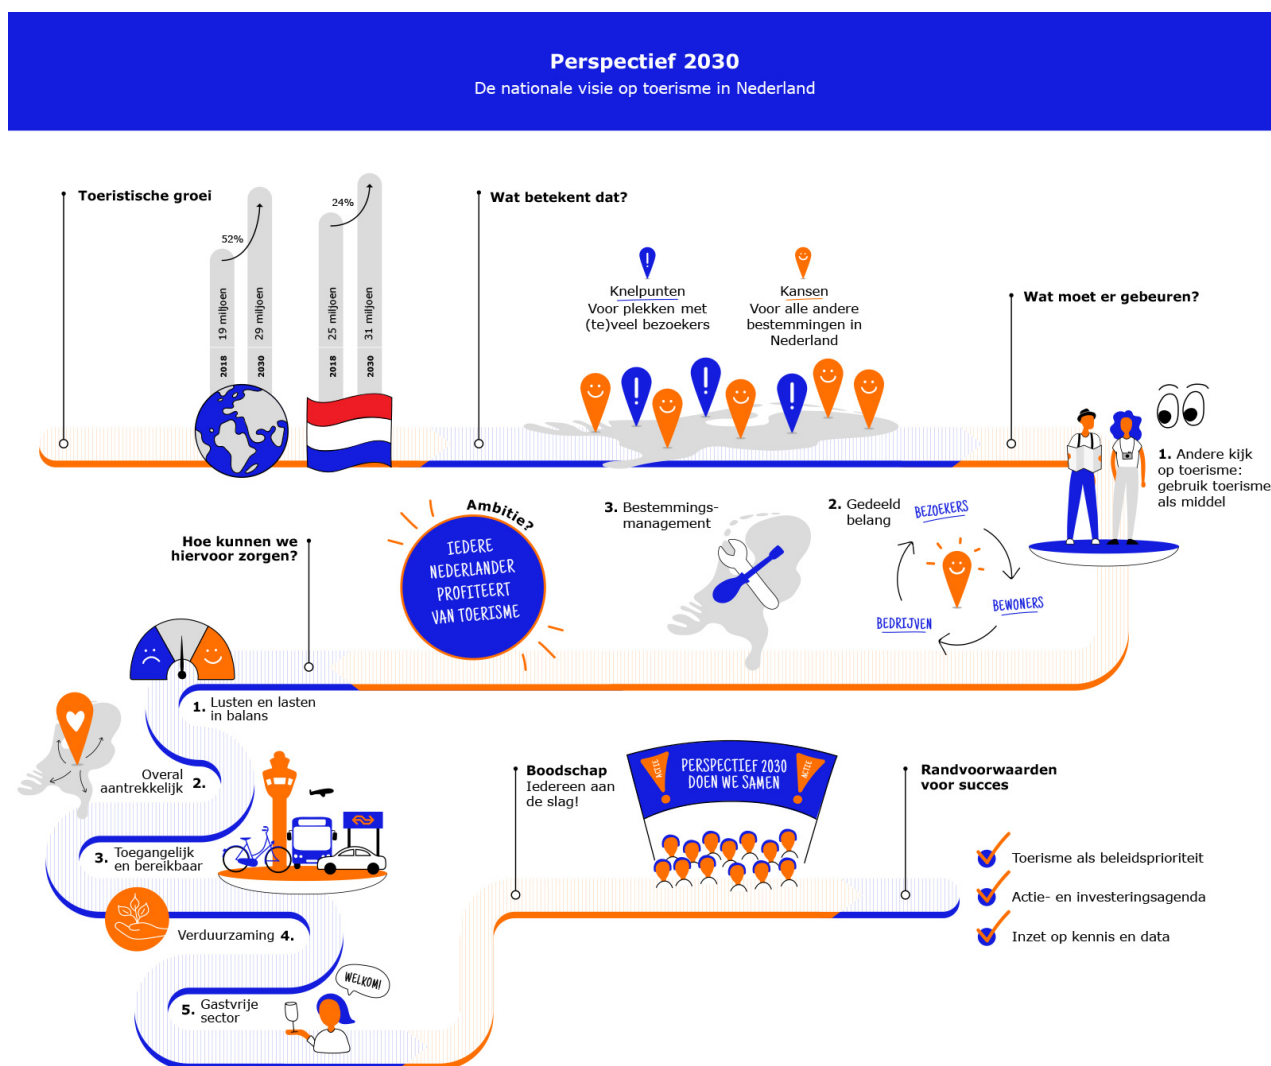 Perspectief 2030
De nationale visie op toerisme in Nederland
Toeristische groei
52%
24%
19 miljoen
29 miljoen
25 miljoen
31 miljoen
2018
2030
2018
2030
Wat betekent dat?
Knelpunten
Voor plekken met
(te)veel bezoekers
Kansen
Voor alle andere
bestemmingen in
Nederland
Wat moet er gebeuren?
1. Andere kijk
op toerisme:
gebruik toerisme
als middel
2. Gedeeld
belang
BEZOEKERS
BEWONERS
BEDRIJVEN
3. Bestemmings-
management
Ambitie?
IEDERE
NEDERLANDER
PROFITEERT
VAN TOERISME
Hoe kunnen we
hiervoor zorgen?
1. Lusten en lasten
in balans
Overal
aantrekkelijk 2.
3. Toegangelijk
en bereikbaar
Verduurzaming 4.
5. Gastvrije
sector
WELKOM!
Boodschap
Iedereen aan
de slag!
ACTIE
PERSPECTIEF 2030
DOEN WE SAMEN
ACTIE
Randvoorwaarden
voor succes
Toerisme als beleidsprioriteit
Actie- en investeringsagenda
Inzet op kennis en data